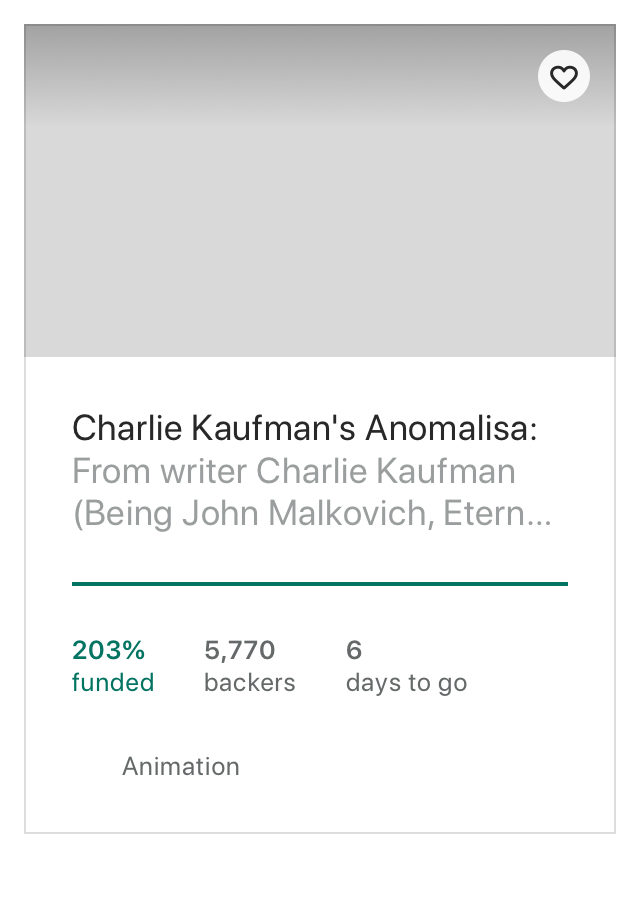 Charlie Kaufman's Anomalisa:
From writer Charlie Kaufman
(Being John Malkovich, Etern...
203% 5,770 6
funded backers days to go
Animation